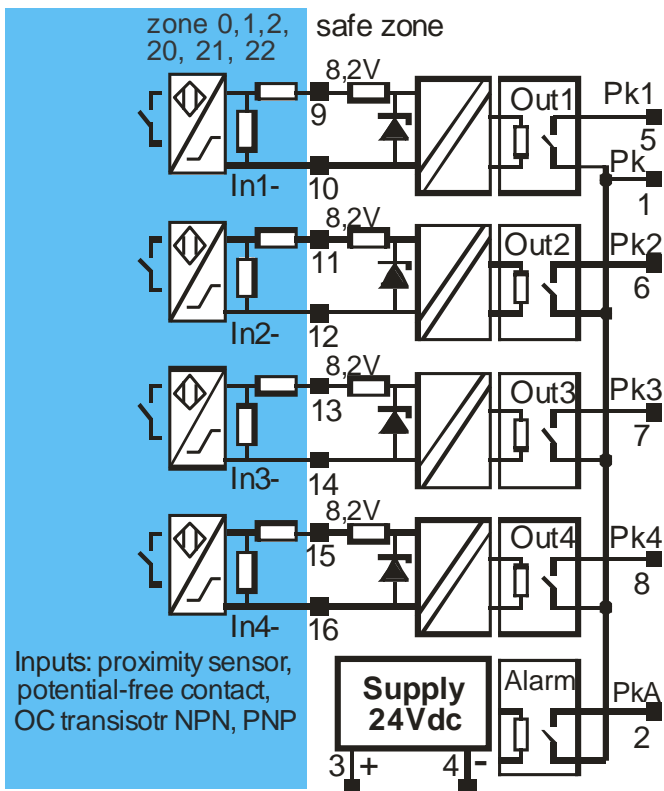 zone 0,1,2,
20, 21, 22
safe zone
8,2V
9
Out1
Pk1
5
Pk
1
In1-
10
8,2V
11
Out2
Pk2
6
In2-
12
8,2V
13
Out3
Pk3
7
In3-
14
8,2V
15
Out4
Pk4
8
In4-
16
Inputs: proximity sensor,
potential-free contact,
OC transisotr NPN, PNP
Supply
24Vdc
3 +
4 -
Alarm
PkA
2